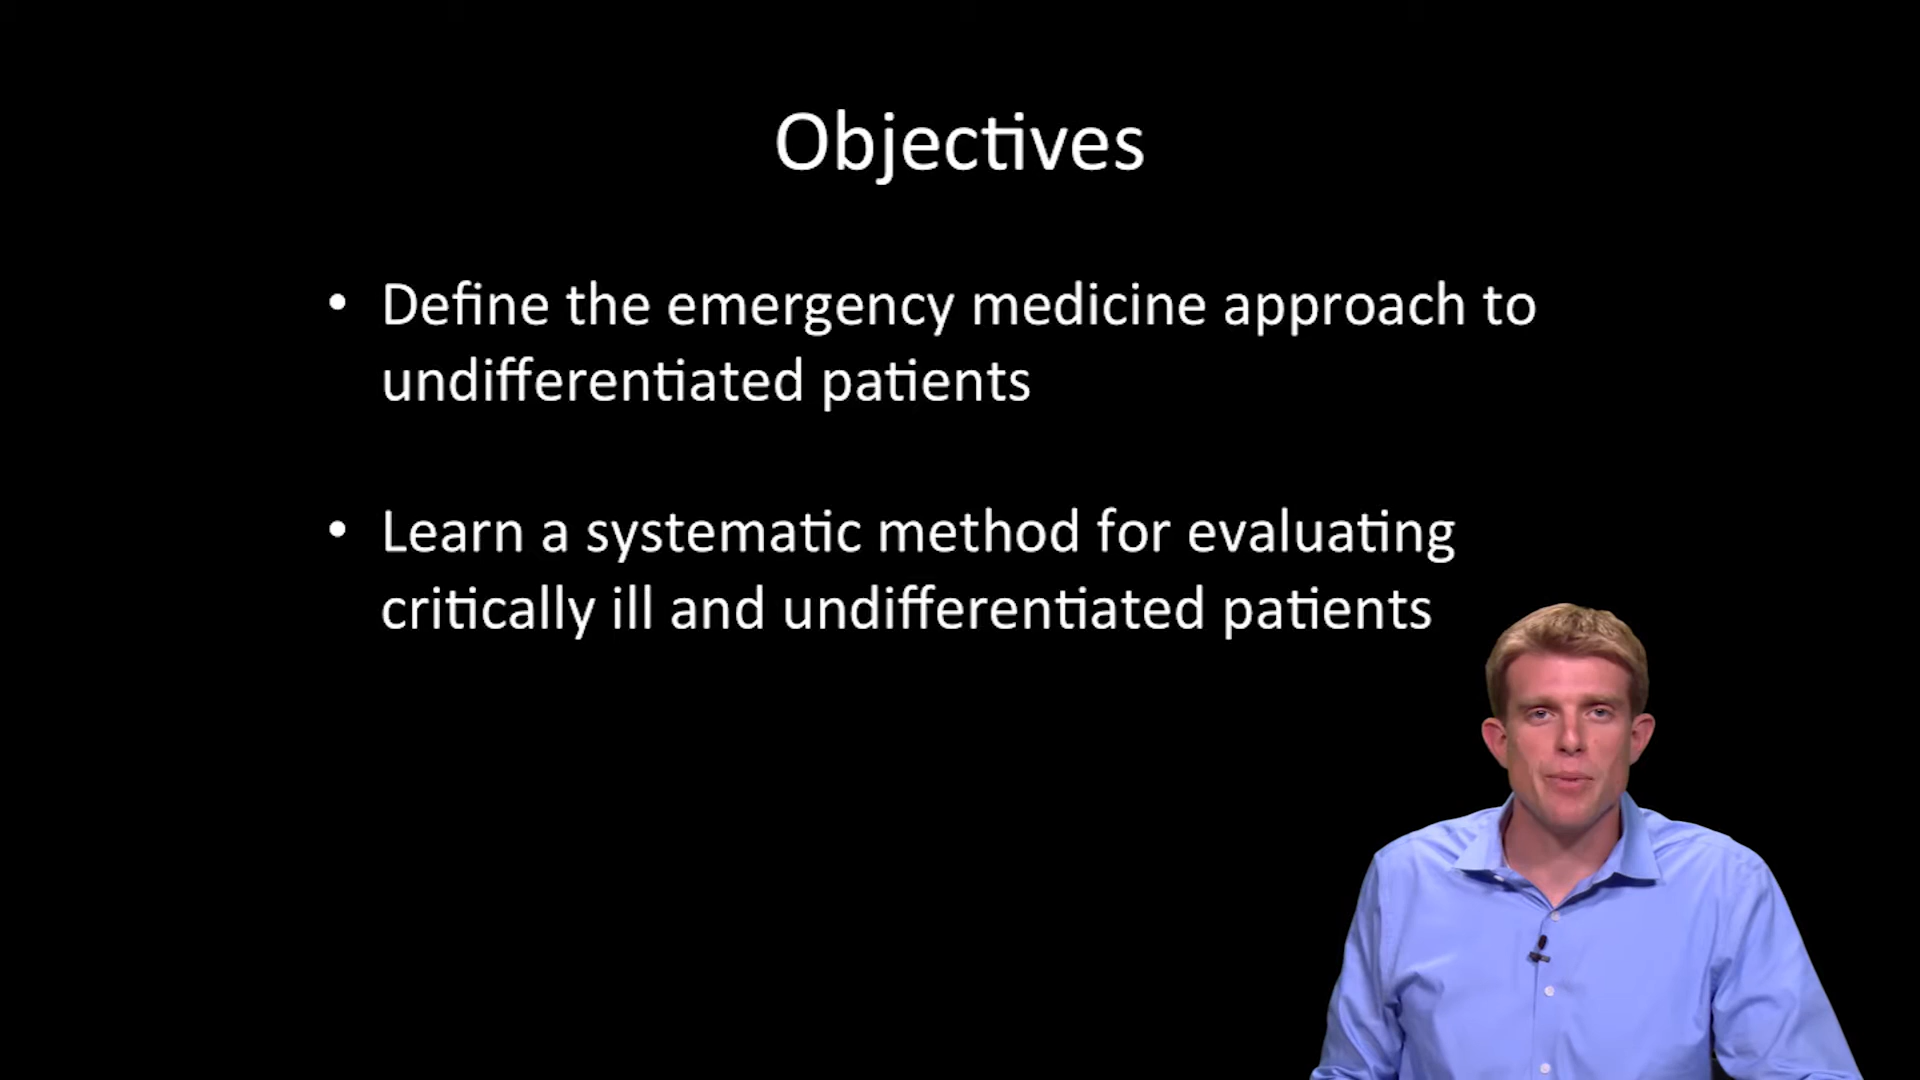 Objectives
• Define the emergency medicine approach to
undifferentiated patients
• Learn a systematic method for evaluating
critically ill and undifferentiated patients